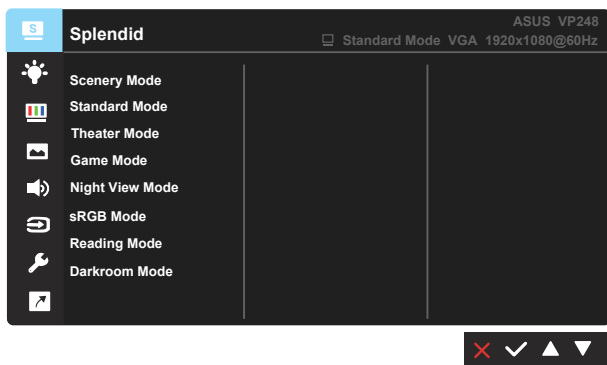 S
Splendid
ASUS VP248
Standard Mode VGA 1920x1080@60Hz
Scenery Mode
Standard Mode
Theater Mode
Game Mode
Night View Mode
sRGB Mode
Reading Mode
Darkroom Mode